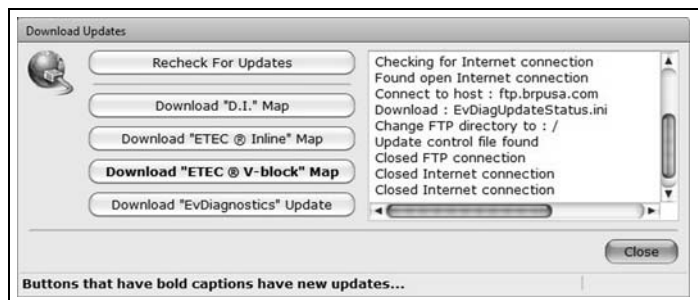 Download Updates
Recheck For Updates
Download "D.I." Map
Download "ETEC ® Inline" Map
Download "ETEC ® V-block" Map
Download "EvDiagnostics" Update
Checking for Internet connection
Found open Internet connection
Connect to host : ftp.brpusa.com
Download : EvDiagUpdateStatus.ini
Change FTP directory to : /
Update control file found
Closed FTP connection
Closed Internet connection
Closed Internet connection
Close
Buttons that have bold captions have new updates...